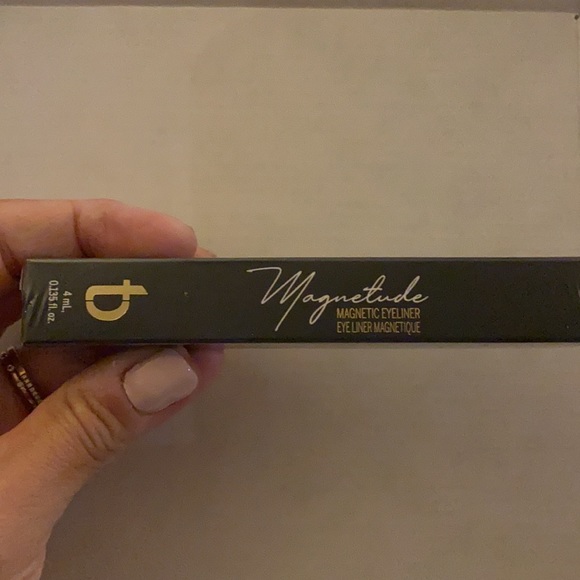 Magnetude
MAGNETIC EYELINER
EYE LINER MAGNETIQUE
4 mL
0.135 fl. oz.